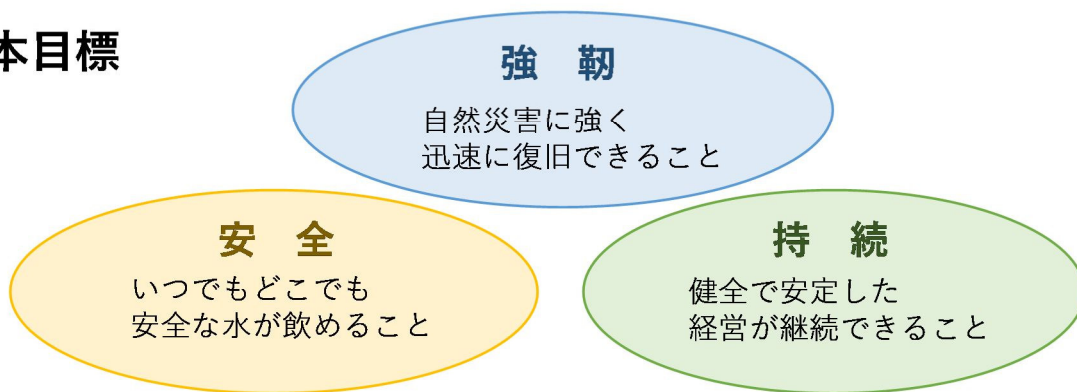 本目標
強　靭
自然災害に強く
迅速に復旧できること
安　全
いつでもどこでも
安全な水が飲めること
持　続
健全で安定した
経営が継続できること